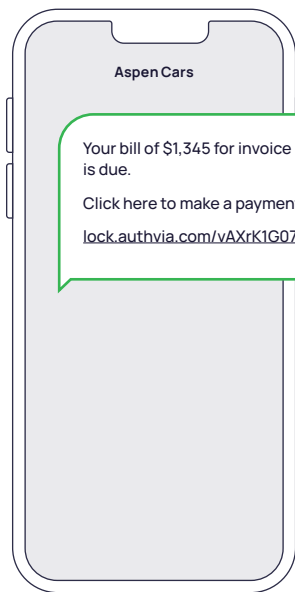 Aspen Cars
Your bill of $1,345 for invoice
is due.
Click here to make a payment
lock.authvia.com/vAXrK1G07